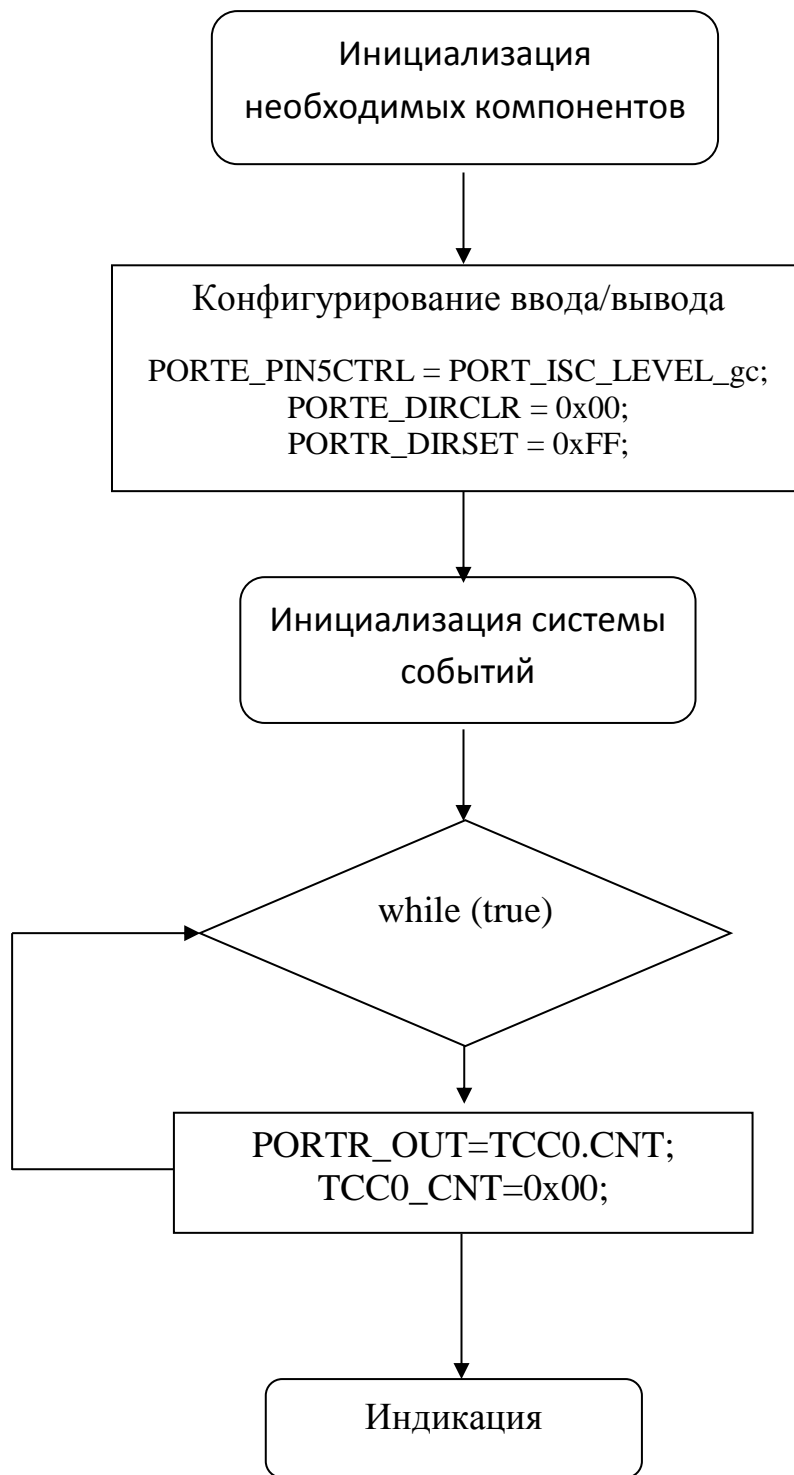 Инициализация
необходимых компонентов
Конфигурирование ввода/вывода
PORTE_PIN5CTRL = PORT_ISC_LEVEL_gc;
PORTE_DIRCLR = 0x00;
PORTR_DIRSET = 0xFF;
Инициализация системы
событий
while (true)
PORTR_OUT=TCC0.CNT;
TCC0_CNT=0x00;
Индикация